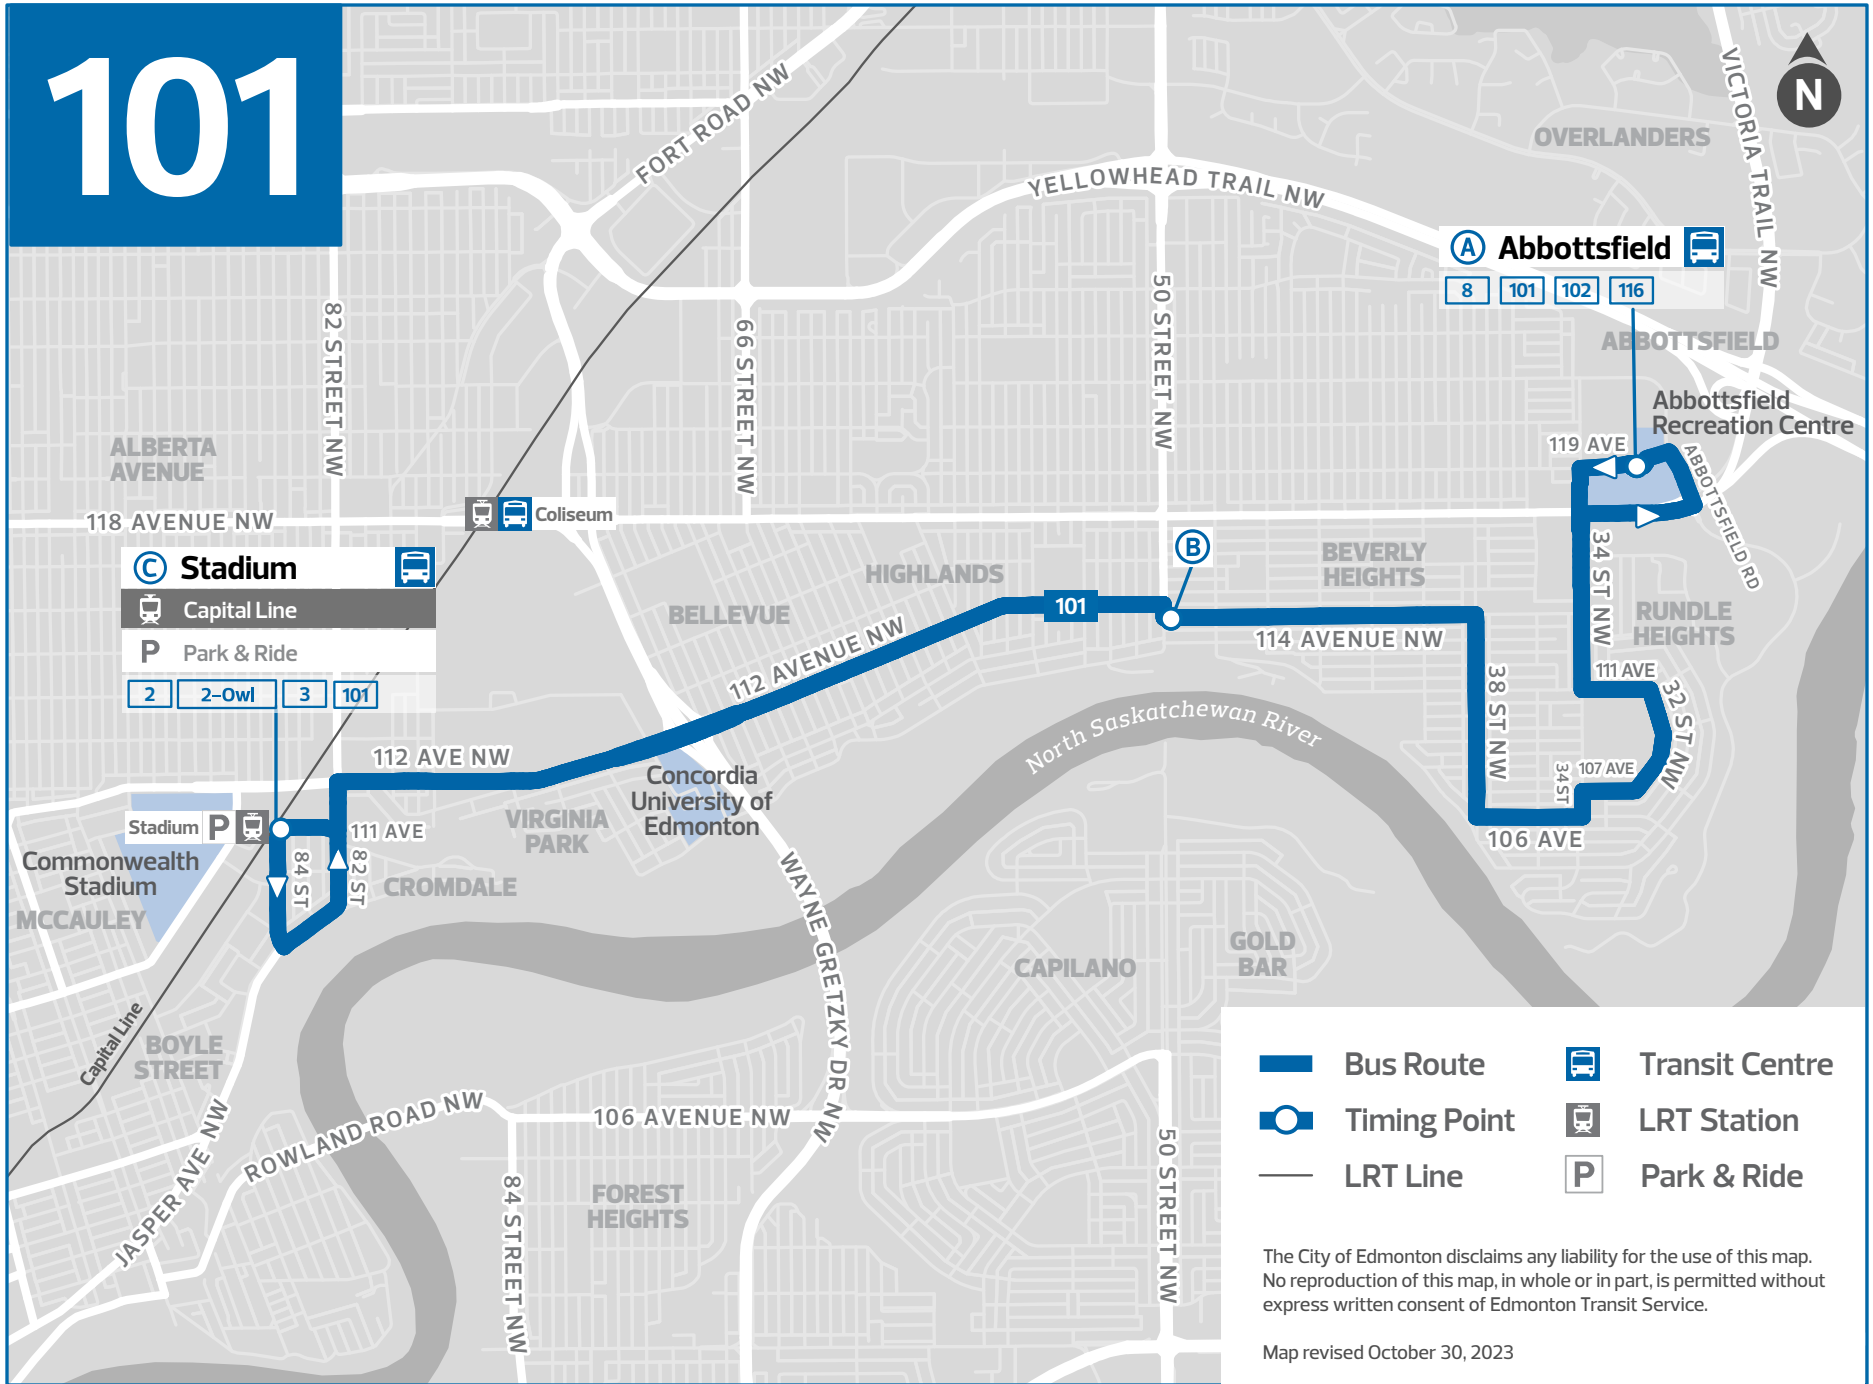 101
N
OVERLANDERS
VICTORIA TRAIL NW
FORT ROAD NW
YELLOWHEAD TRAIL NW
A Abbottsfield
8 101 102 116
82 STREET NW
66 STREET NW
50 STREET NW
ABBOTTSFIELD
Abbottsfield
Recreation Centre
ALBERTA
AVENUE
119 AVE
ABBOTTSFIELD RD
118 AVENUE NW
Coliseum
C Stadium
Capital Line
P Park & Ride
2 2-Owl 3 101
B
HIGHLANDS
BEVERLY
HEIGHTS
34 ST NW
BELLEVUE
101
RUNDLE
HEIGHTS
112 AVENUE NW
114 AVENUE NW
111 AVE
38 ST NW
32 ST NW
North Saskatchewan River
112 AVE NW
Concordia
University of
Edmonton
34 ST
107 AVE
106 AVE
Stadium P
111 AVE
VIRGINIA
PARK
Commonwealth
Stadium
84 ST
82 ST
CROMDALE
MCCAULEY
WAYNE GRETZKY DR NW
CAPILANO
GOLD
BAR
Capital Line
BOYLE
STREET
JASPER AVE NW
ROWLAND ROAD NW
106 AVENUE NW
84 STREET NW
FOREST
HEIGHTS
50 STREET NW
Bus Route
Transit Centre
Timing Point
LRT Station
LRT Line
P Park & Ride
The City of Edmonton disclaims any liability for the use of this map.
No reproduction of this map, in whole or in part, is permitted without
express written consent of Edmonton Transit Service.
Map revised October 30, 2023